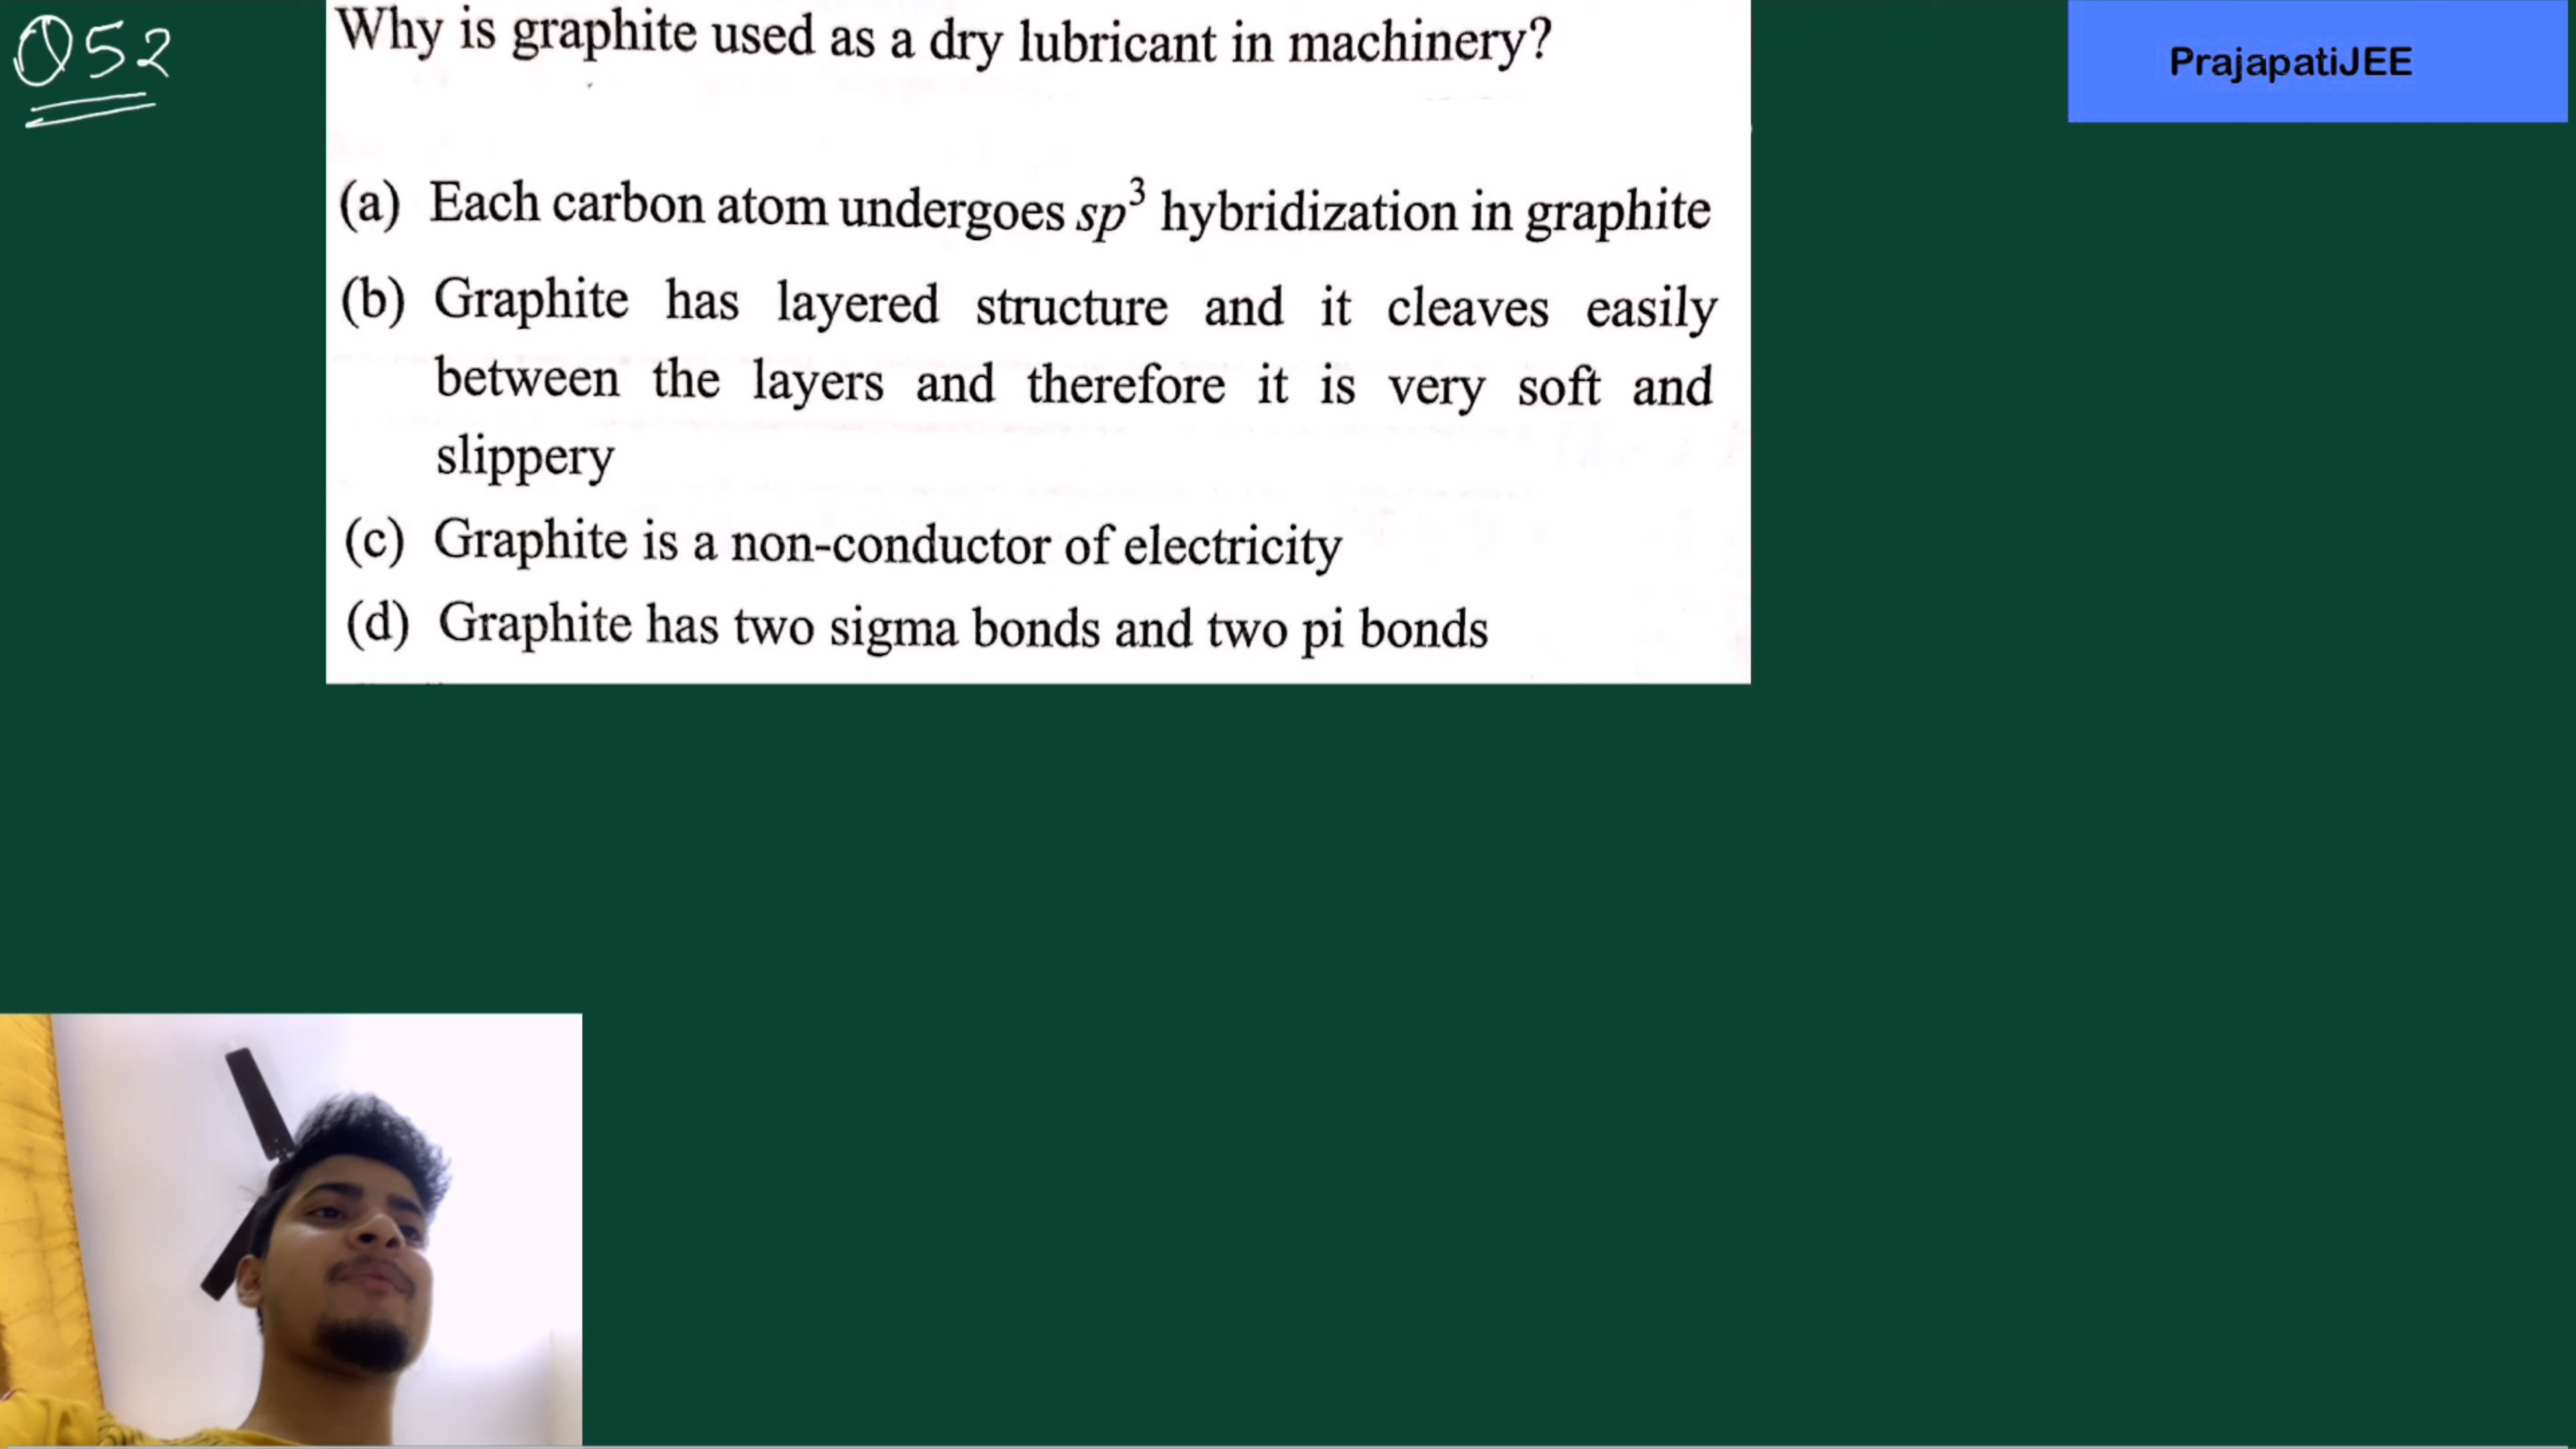 Q52
Why is graphite used as a dry lubricant in machinery?
PrajapatiJEE
(a) Each carbon atom undergoes sp³ hybridization in graphite
(b) Graphite has layered structure and it cleaves easily
between the layers and therefore it is very soft and
slippery
(c) Graphite is a non-conductor of electricity
(d) Graphite has two sigma bonds and two pi bonds